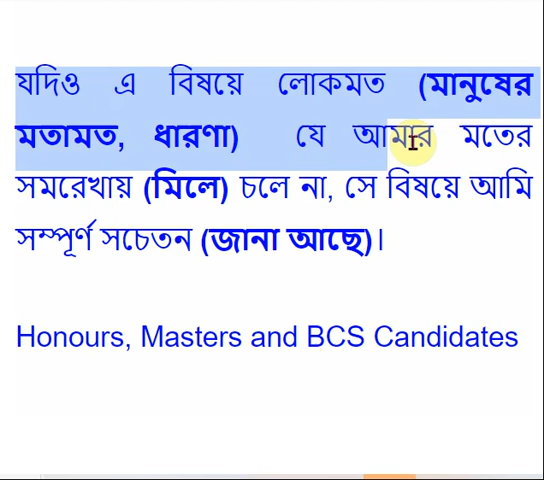 যদিও এ বিষয়ে লোকমত (মানুষের
মতামত, ধারণা) যে আমার মতের
সমরেখায় (মিলে) চলে না, সে বিষয়ে আমি
সম্পূর্ণ সচেতন (জানা আছে)।
Honours, Masters and BCS Candidates